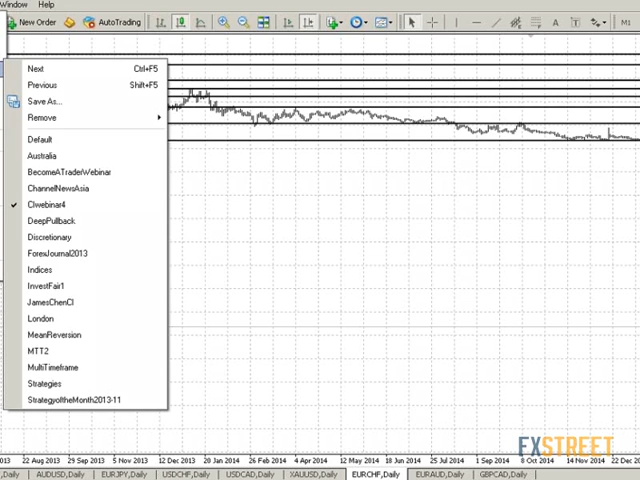 Window Help
New Order AutoTrading M1
Next Ctrl+F5
Previous Shift+F5
Save As...
Remove
Default
Australia
BecomeATraderWebinar
ChannelNewsAsia
CIwebinar4
DeepPullback
Discretionary
ForexJournal2013
Indices
InvestFair1
JamesChenCI
London
MeanReversion
MTT2
MultiTimeframe
Strategies
StrategyoftheMonth2013-11
FXSTREET
2013 22 Aug 2013 29 Sep 2013 5 Nov 2013 12 Dec 2013 20 Jan 2014 26 Feb 2014 4 Apr 2014 12 May 2014 18 Jun 2014 25 Jul 2014 1 Sep 2014 8 Oct 2014 14 Nov 2014 22 Dec 20
,Daily AUDUSD,Daily EURJPY,Daily USDCHF,Daily USDCAD,Daily XAUUSD,Daily EURCHF,Daily EURAUD,Daily GBPCAD,Daily